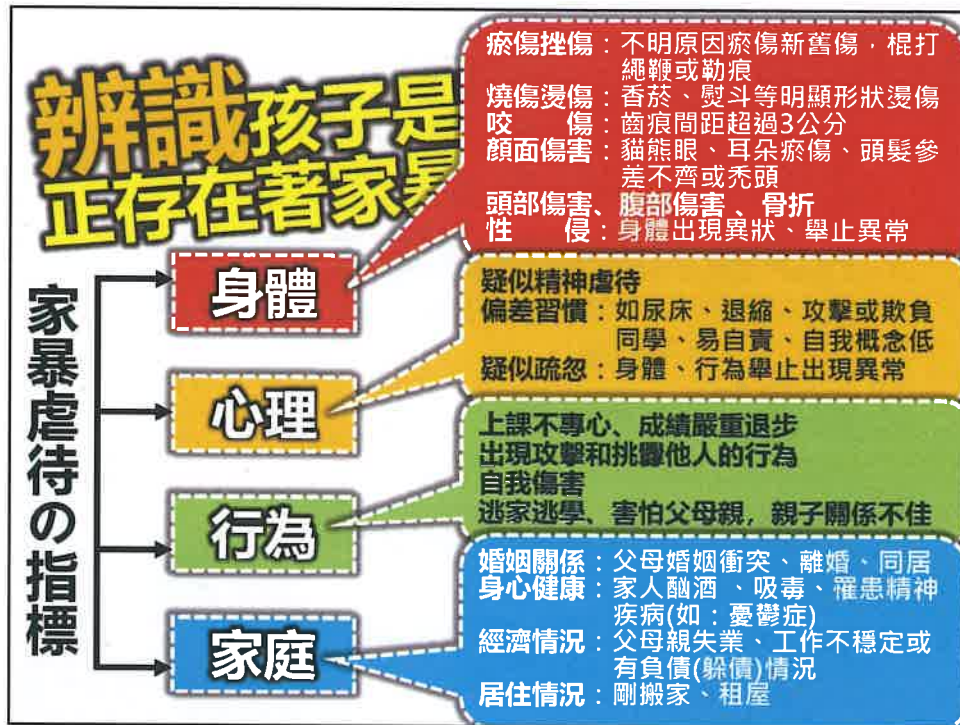 辨識孩子是
正存在著家暴
家暴虐待の指標
身體
瘀傷挫傷：不明原因瘀傷新舊傷，棍打
繩鞭或勒痕
燒傷燙傷：香菸、熨斗等明顯形狀燙傷
咬　　傷：齒痕間距超過3公分
顏面傷害：貓熊眼、耳朵瘀傷、頭髮參
差不齊或禿頭
頭部傷害、腹部傷害、骨折
性　　侵：身體出現異狀、舉止異常
心理
疑似精神虐待
偏差習慣：如尿床、退縮、攻擊或欺負
同學、易自責、自我概念低
疑似疏忽：身體、行為舉止出現異常
行為
上課不專心、成績嚴重退步
出現攻擊和挑釁他人的行為
自我傷害
逃家逃學、害怕父母親，親子關係不佳
家庭
婚姻關係：父母婚姻衝突、離婚、同居
身心健康：家人酗酒、吸毒、罹患精神
疾病(如：憂鬱症)
經濟情況：父母親失業、工作不穩定或
有負債(躲債)情況
居住情況：剛搬家、租屋